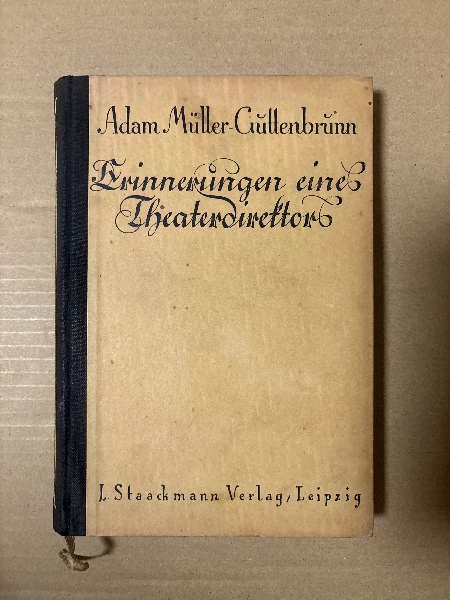 Adam Müller-Guttenbrunn
Erinnerungen eines
Theaterdirektors
L. Staackmann Verlag, Leipzig